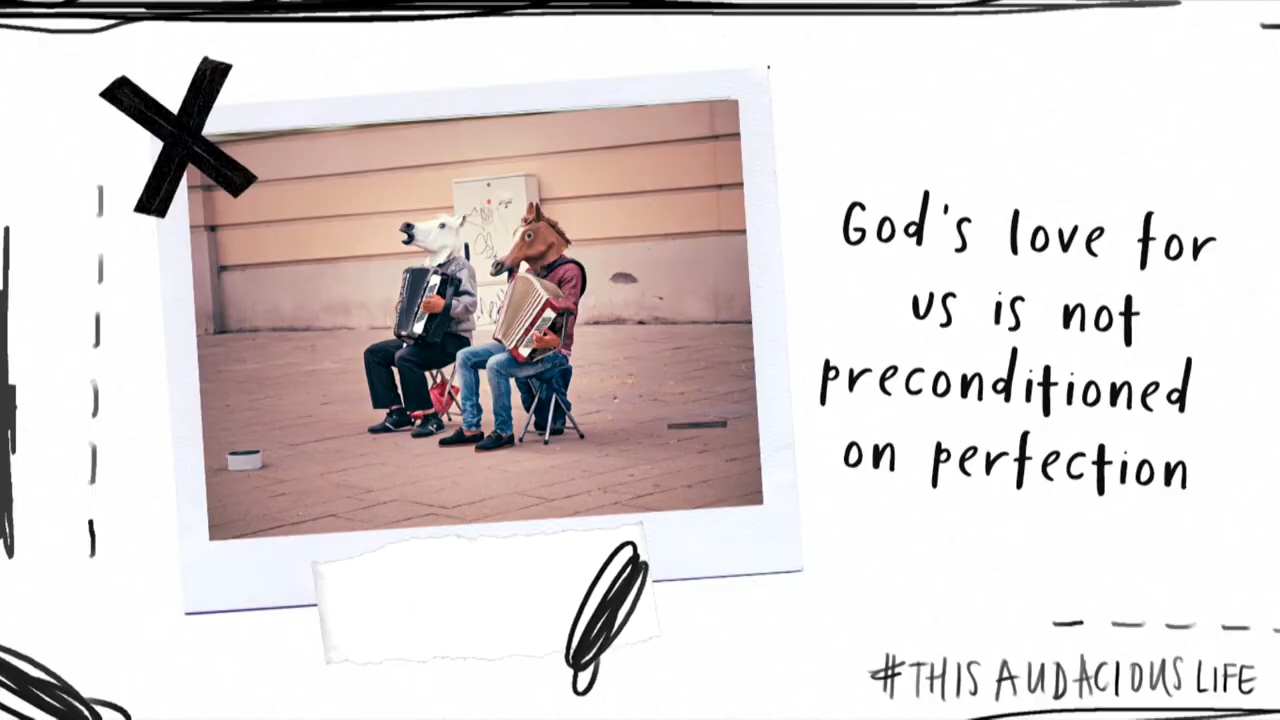 God's love for
us is not
preconditioned
on perfection
#THIS AUDACIOUS LIFE